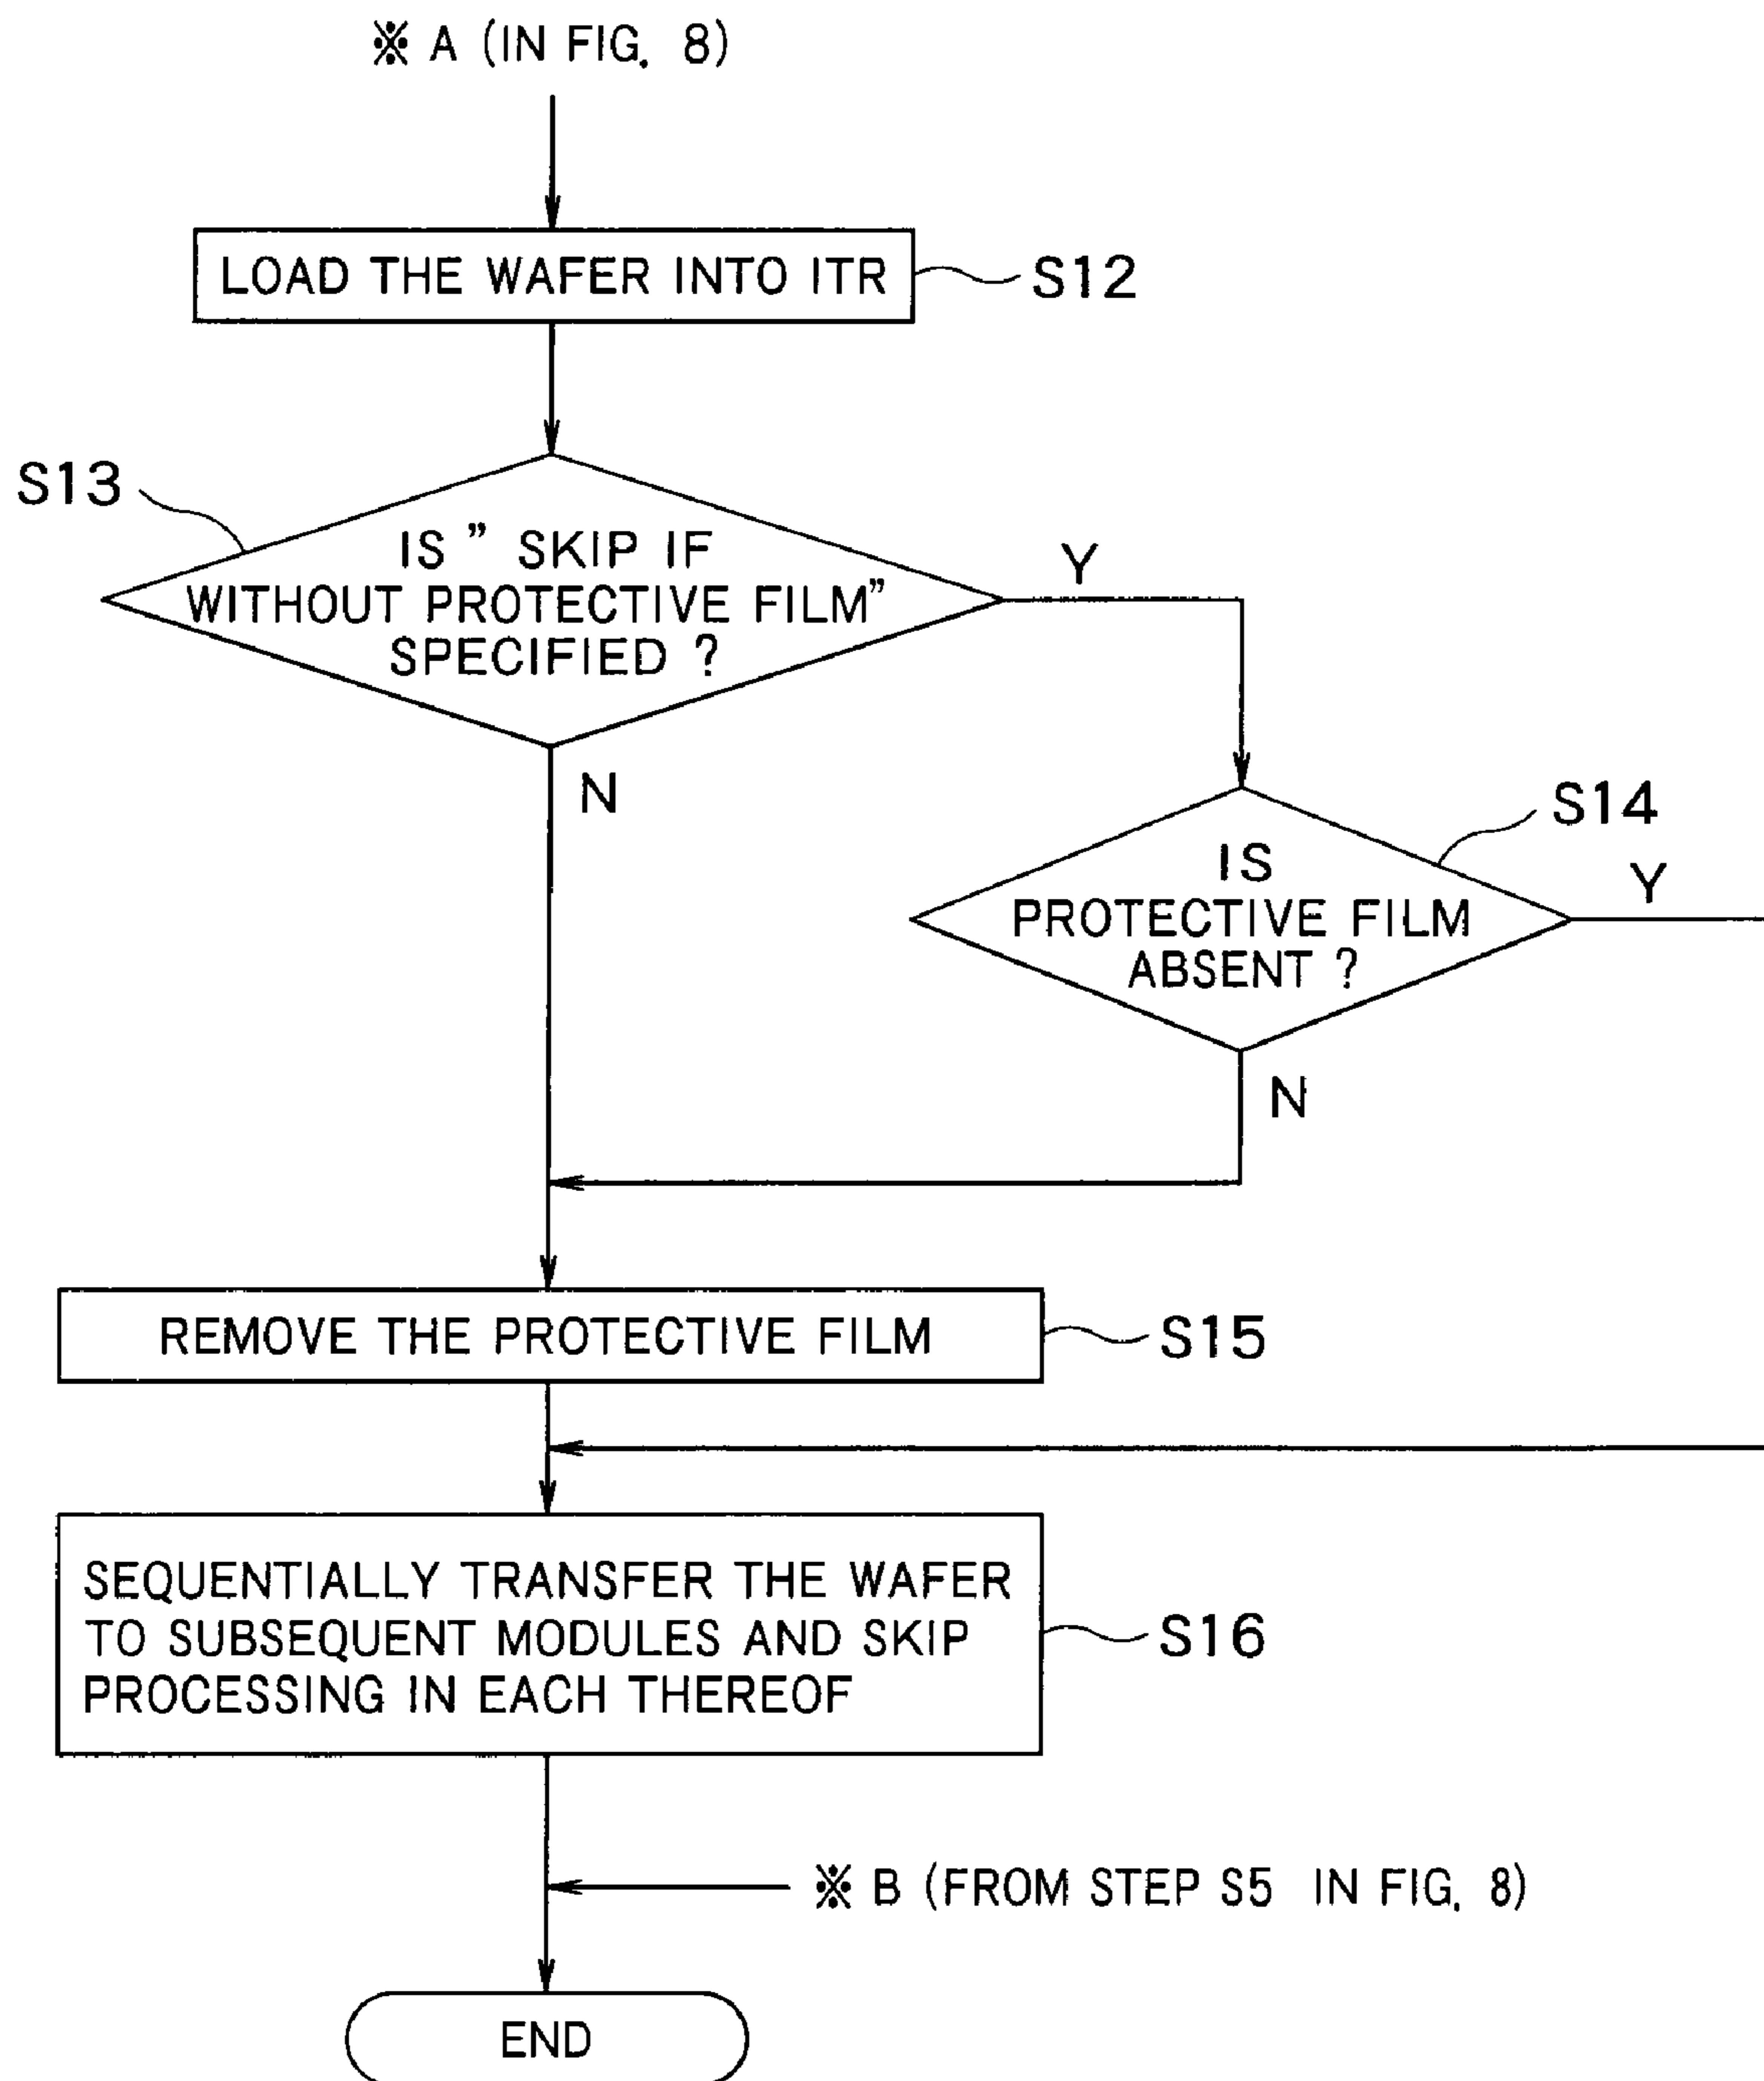 ※ A (IN FIG. 8)
LOAD THE WAFER INTO ITR
S12
S13
IS ” SKIP IF
WITHOUT PROTECTIVE FILM”
SPECIFIED ?
Y
N
S14
IS
PROTECTIVE FILM
ABSENT ?
Y
N
REMOVE THE PROTECTIVE FILM
S15
SEQUENTIALLY TRANSFER THE WAFER
TO SUBSEQUENT MODULES AND SKIP
PROCESSING IN EACH THEREOF
S16
※ B (FROM STEP S5 IN FIG. 8)
END